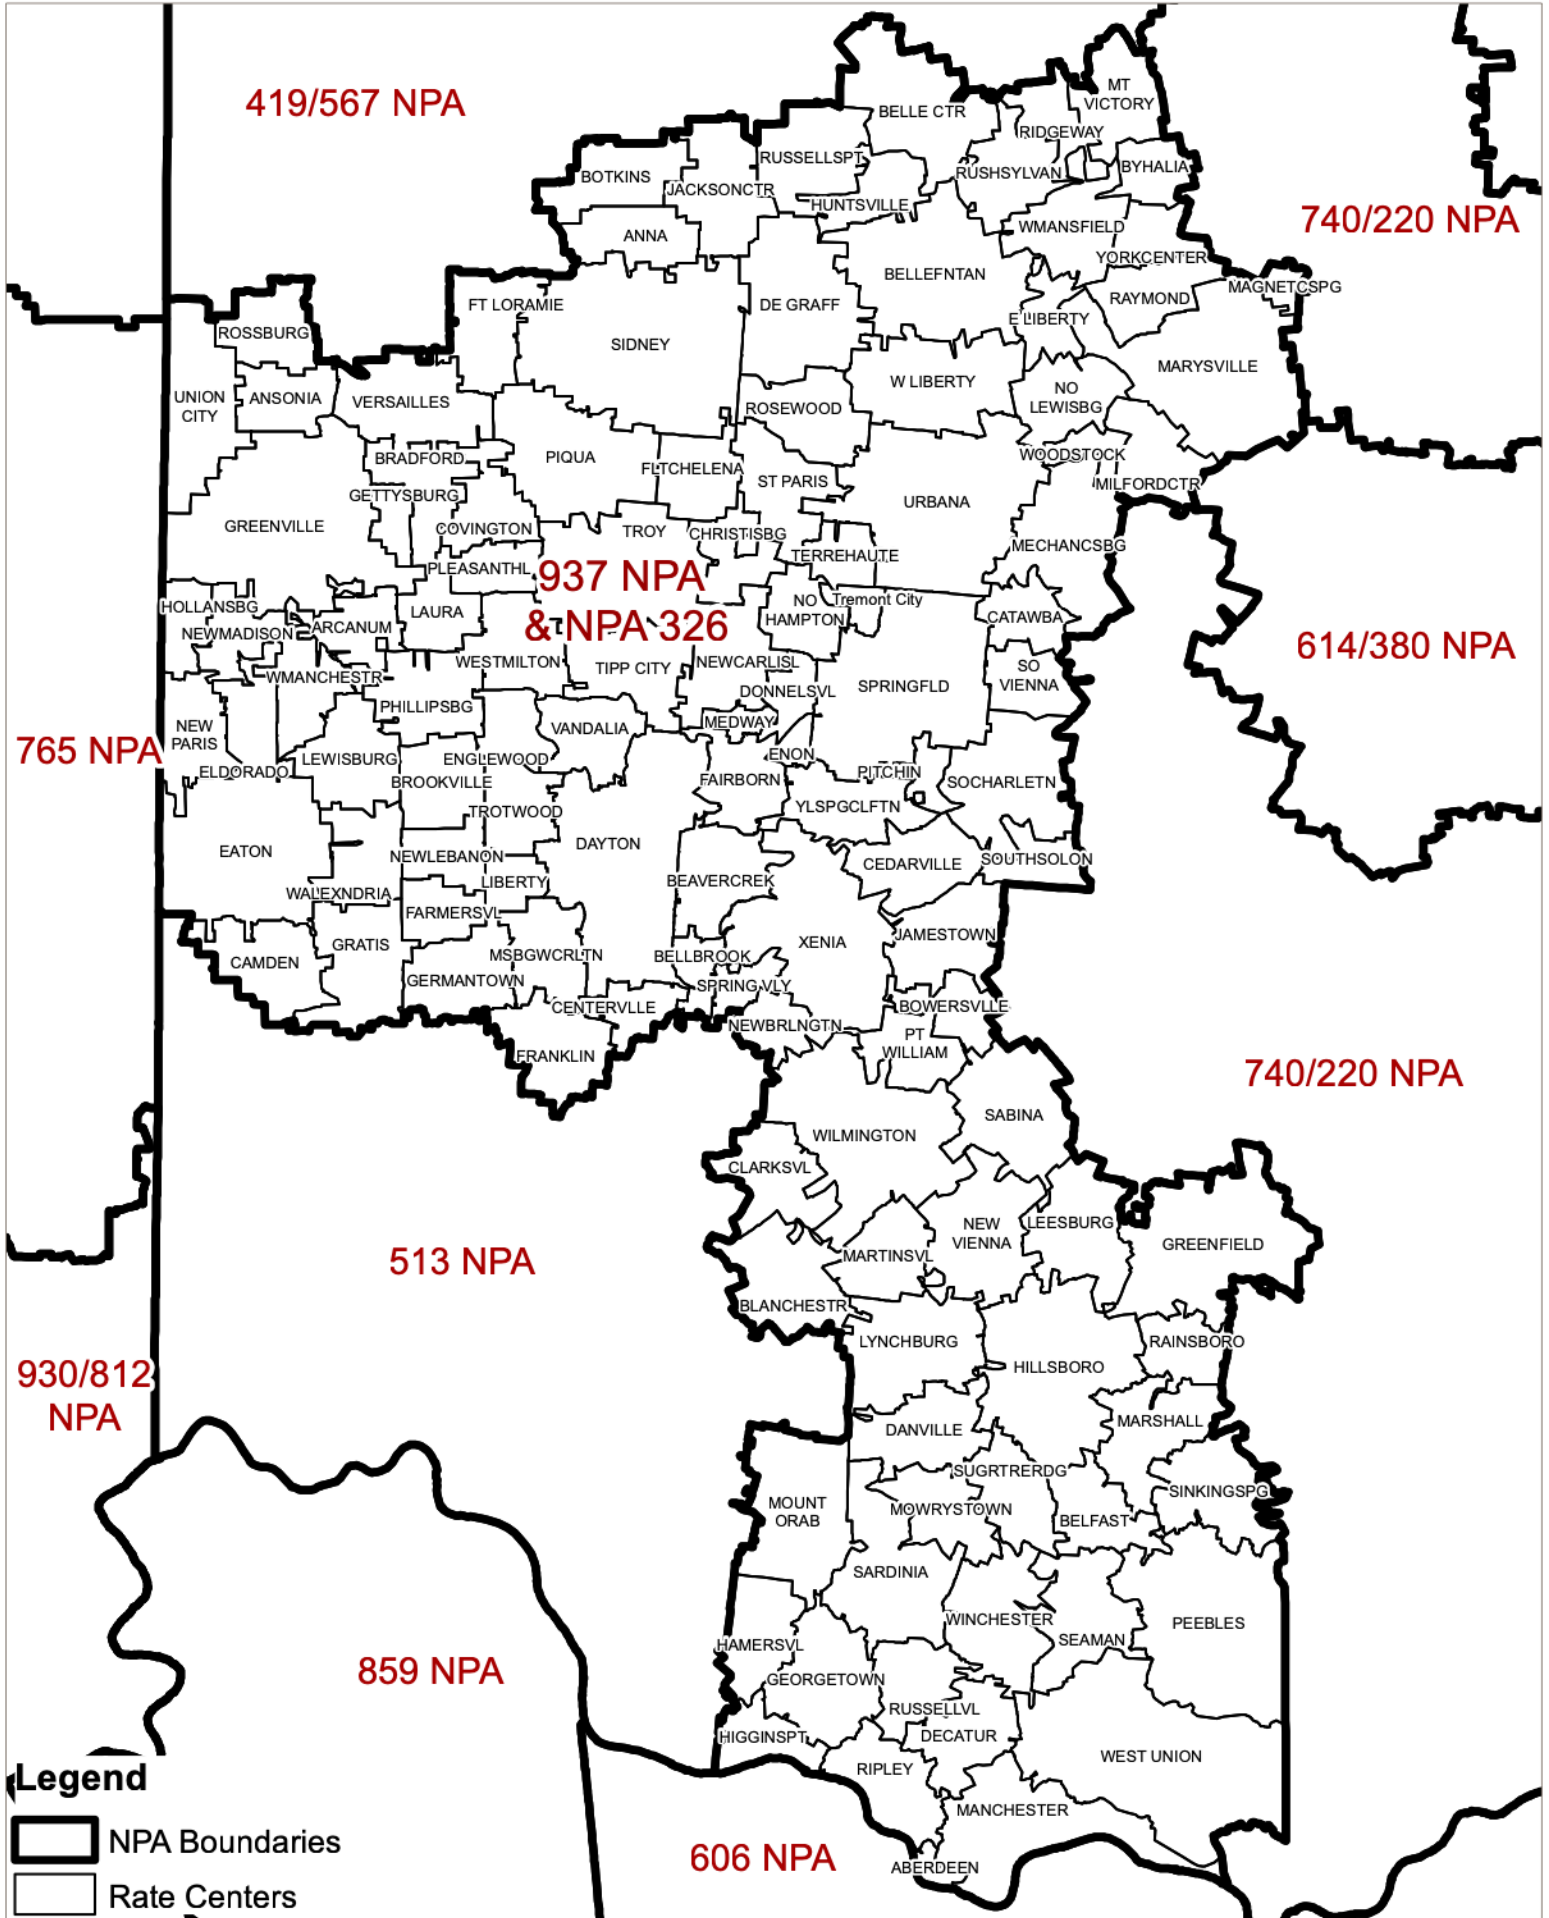 419/567 NPA
MT
VICTORY
BELLE CTR
RIDGEWAY
RUSSELLSPT
BYHALIA
RUSHSYLVAN
BOTKINS
JACKSONCTR
HUNTSVILLE
740/220 NPA
WMANSFIELD
ANNA
YORKCENTER
BELLEFNTAN
MAGNETCSPG
RAYMOND
FT LORAMIE
DE GRAFF
E LIBERTY
ROSSBURG
SIDNEY
MARYSVILLE
W LIBERTY
NO
LEWISBG
UNION
CITY
ANSONIA
VERSAILLES
ROSEWOOD
WOODSTOCK
BRADFORD
PIQUA
FLTCHELENA
ST PARIS
MILFORDCTR
GETTYSBURG
URBANA
GREENVILLE
COVINGTON
TROY
CHRISTISBG
MECHANCSBG
TERREHAUTE
PLEASANTHL
937 NPA
& NPA 326
HOLLANSBG
LAURA
NO
HAMPTON
Tremont City
CATAWBA
NEWMADISON
ARCANUM
614/380 NPA
WESTMILTON
TIPP CITY
NEWCARLISL
SO
VIENNA
WMANCHESTR
DONNELSVL
SPRINGFLD
PHILLIPSBG
MEDWAY
NEW
PARIS
VANDALIA
765 NPA
LEWISBURG
ENGLEWOOD
ENON
ELDORADO
BROOKVILLE
FAIRBORN
PITCHIN
SOCHARLETN
YLSPGCLFTN
TROTWOOD
EATON
DAYTON
NEWLEBANON
CEDARVILLE
SOUTHSOLON
LIBERTY
BEAVERCREK
WALEXNDRIA
FARMERSVL
JAMESTOWN
GRATIS
XENIA
CAMDEN
MSBGWCRLTN
BELLBROOK
GERMANTOWN
SPRING VLY
CENTERVLLE
BOWERSVLLE
NEWBRLNGTN
PT
WILLIAM
FRANKLIN
740/220 NPA
SABINA
WILMINGTON
CLARKSVL
NEW
VIENNA
LEESBURG
GREENFIELD
MARTINSVL
513 NPA
BLANCHESTR
LYNCHBURG
RAINSBORO
HILLSBORO
930/812
NPA
MARSHALL
DANVILLE
SUGRTRERDG
SINKINGSPG
MOUNT
ORAB
MOWRYSTOWN
BELFAST
SARDINIA
WINCHESTER
PEEBLES
SEAMAN
HAMERSVL
859 NPA
GEORGETOWN
RUSSELLVL
HIGGINSPT
DECATUR
WEST UNION
RIPLEY
MANCHESTER
606 NPA
ABERDEEN
Legend
NPA Boundaries
Rate Centers